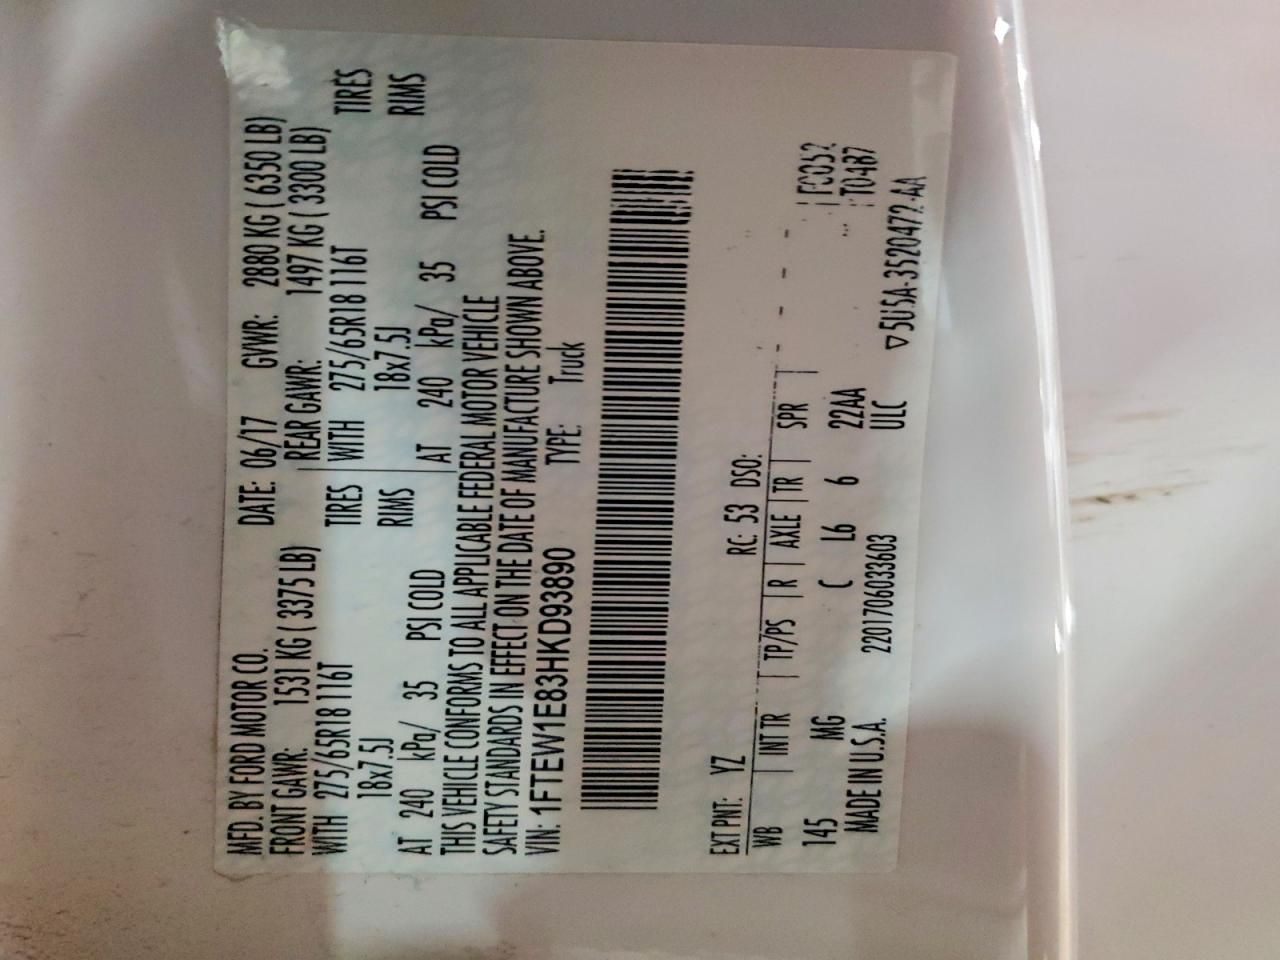 MFD. BY FORD MOTOR CO. DATE: 06/17 GVWR: 2880 KG ( 6350 LB)
FRONT GAWR: 1531 KG ( 3375 LB) REAR GAWR: 1497 KG ( 3300 LB)
WITH 275/65R18 116T TIRES WITH 275/65R18 116T TIRES
18x7.5J RIMS 18x7.5J RIMS
AT 240 kPa/ 35 PSI COLD AT 240 kPa/ 35 PSI COLD
THIS VEHICLE CONFORMS TO ALL APPLICABLE FEDERAL MOTOR VEHICLE
SAFETY STANDARDS IN EFFECT ON THE DATE OF MANUFACTURE SHOWN ABOVE.
VIN: 1FTEW1E83HKD93890 TYPE: Truck
EXT PNT: YZ RC: 53 DSO:
WB | INT TR | TP/PS | R | AXLE | TR | SPR |
145 MG C L6 6 22AA
MADE IN U.S.A. 2201706033603 ULC
▽5U5A-3520472-AA